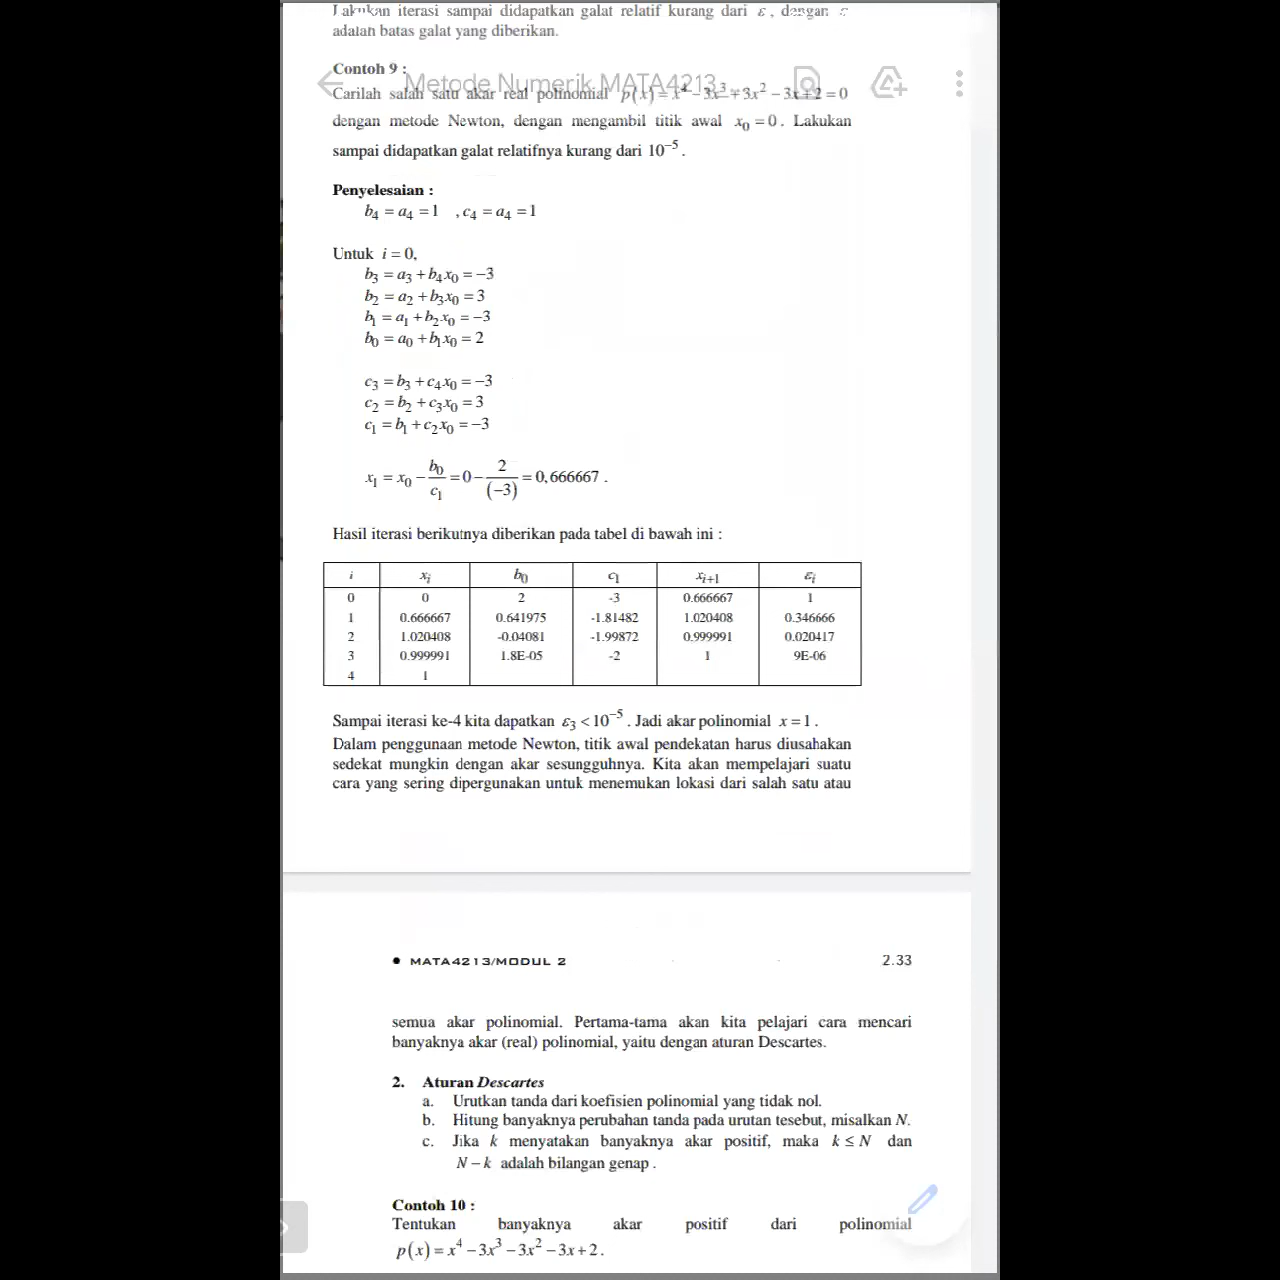 Lakukan iterasi sampai didapatkan galat relatif kurang dari ε, dengan ε
adalah batas galat yang diberikan.
Contoh 9 :
Metode Numerik MATA4213...
Carilah salah satu akar real polinomial p(x) = x⁴ − 3x³ + 3x² − 3x + 2 = 0
dengan metode Newton, dengan mengambil titik awal x₀ = 0. Lakukan
sampai didapatkan galat relatifnya kurang dari 10⁻⁵.
Penyelesaian :
b₄ = a₄ = 1 , c₄ = a₄ = 1
Untuk i = 0,
b₃ = a₃ + b₄x₀ = −3
b₂ = a₂ + b₃x₀ = 3
b₁ = a₁ + b₂x₀ = −3
b₀ = a₀ + b₁x₀ = 2
c₃ = b₃ + c₄x₀ = −3
c₂ = b₂ + c₃x₀ = 3
c₁ = b₁ + c₂x₀ = −3
x₁ = x₀ − b₀/c₁ = 0 − 2/(−3) = 0,666667 .
Hasil iterasi berikutnya diberikan pada tabel di bawah ini :
i xᵢ b₀ c₁ xᵢ₊₁ εᵢ
0 0 2 -3 0.666667 1
1 0.666667 0.641975 -1.81482 1.020408 0.346666
2 1.020408 -0.04081 -1.99872 0.999991 0.020417
3 0.999991 1.8E-05 -2 1 9E-06
4 1
Sampai iterasi ke-4 kita dapatkan ε₃ < 10⁻⁵. Jadi akar polinomial x = 1.
Dalam penggunaan metode Newton, titik awal pendekatan harus diusahakan
sedekat mungkin dengan akar sesungguhnya. Kita akan mempelajari suatu
cara yang sering dipergunakan untuk menemukan lokasi dari salah satu atau
• MATA4213/MODUL 2 2.33
semua akar polinomial. Pertama-tama akan kita pelajari cara mencari
banyaknya akar (real) polinomial, yaitu dengan aturan Descartes.
2. Aturan Descartes
a. Urutkan tanda dari koefisien polinomial yang tidak nol.
b. Hitung banyaknya perubahan tanda pada urutan tesebut, misalkan N.
c. Jika k menyatakan banyaknya akar positif, maka k ≤ N dan
N − k adalah bilangan genap .
Contoh 10 :
Tentukan banyaknya akar positif dari polinomial
p(x) = x⁴ − 3x³ − 3x² − 3x + 2.